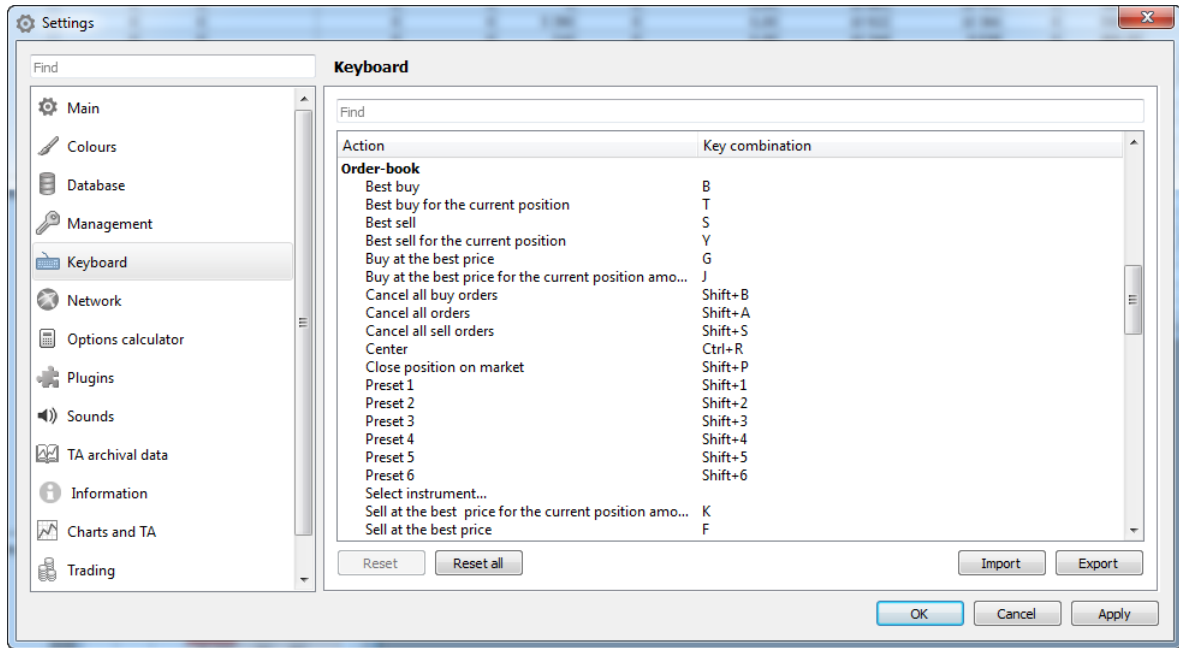 Settings
Find
Main
Colours
Database
Management
Keyboard
Network
Options calculator
Plugins
Sounds
TA archival data
Information
Charts and TA
Trading
Keyboard
Find
Action Key combination
Order-book
Best buy B
Best buy for the current position T
Best sell S
Best sell for the current position Y
Buy at the best price G
Buy at the best price for the current position amo... J
Cancel all buy orders Shift+B
Cancel all orders Shift+A
Cancel all sell orders Shift+S
Center Ctrl+R
Close position on market Shift+P
Preset 1 Shift+1
Preset 2 Shift+2
Preset 3 Shift+3
Preset 4 Shift+4
Preset 5 Shift+5
Preset 6 Shift+6
Select instrument...
Sell at the best  price for the current position amo... K
Sell at the best price F
Reset Reset all Import Export
OK Cancel Apply